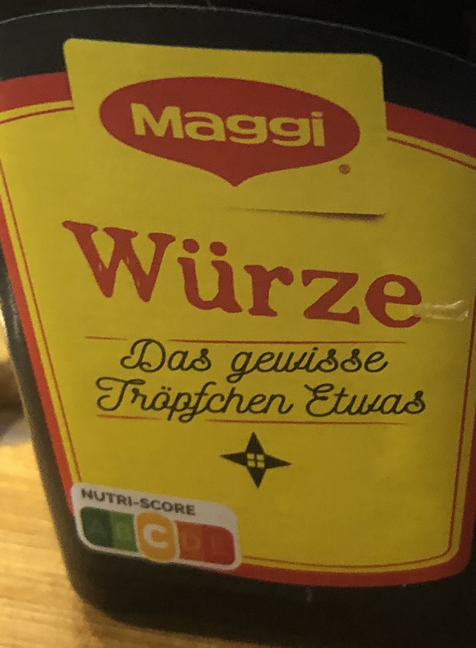 Maggi
®
Würze
Das gewisse
Tröpfchen Etwas
NUTRI-SCORE
A B C D E